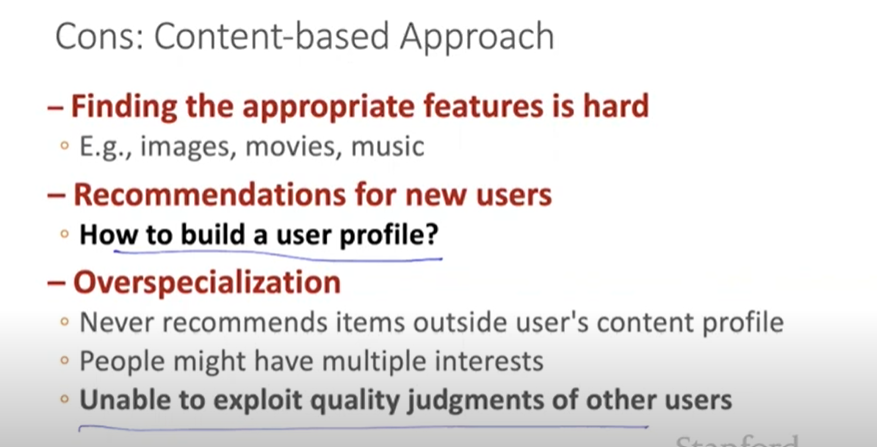 Cons: Content-based Approach
– Finding the appropriate features is hard
◦ E.g., images, movies, music
– Recommendations for new users
◦ How to build a user profile?
– Overspecialization
◦ Never recommends items outside user's content profile
◦ People might have multiple interests
◦ Unable to exploit quality judgments of other users
Stanford